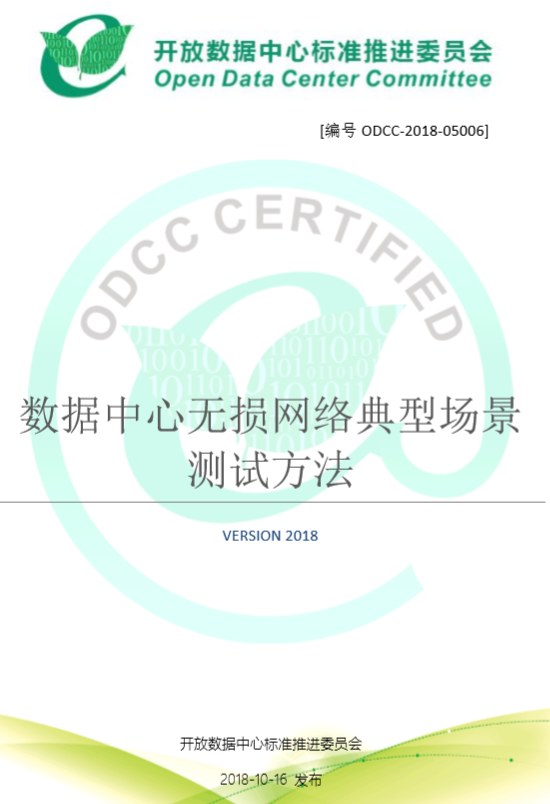 开放数据中心标准推进委员会
Open Data Center Committee
[编号 ODCC-2018-05006]
ODCC CERTIFIED
数据中心无损网络典型场景
测试方法
VERSION 2018
开放数据中心标准推进委员会
2018-10-16 发布